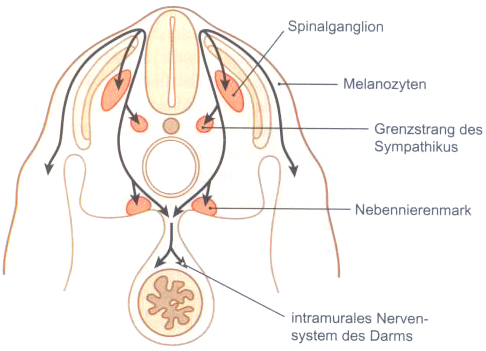 Spinalganglion
Melanozyten
Grenzstrang des
Sympathikus
Nebennierenmark
intramurales Nerven-
system des Darms